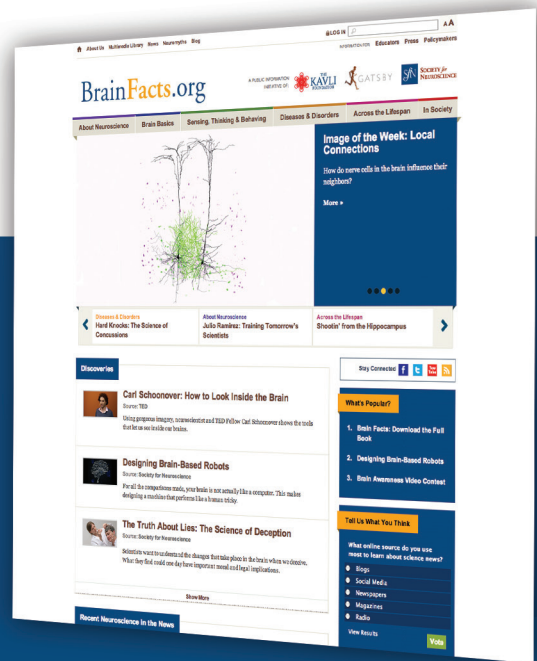 LOG IN
A A
About Us Multimedia Library News Neuromyths Blog
INFORMATION FOR Educators Press Policymakers
BrainFacts.org
A PUBLIC INFORMATION
INITIATIVE OF:
THE
KAVLI
FOUNDATION
GATSBY
SfN
SOCIETY for
NEUROSCIENCE
About Neuroscience Brain Basics Sensing, Thinking & Behaving Diseases & Disorders Across the Lifespan In Society
Image of the Week: Local
Connections
How do nerve cells in the brain influence their
neighbors?
More »
Diseases & Disorders
Hard Knocks: The Science of
Concussions
About Neuroscience
Julio Ramirez: Training Tomorrow's
Scientists
Across the Lifespan
Shootin' from the Hippocampus
Discoveries
Carl Schoonover: How to Look Inside the Brain
Source: TED
Using gorgeous imagery, neuroscientist and TED Fellow Carl Schoonover shows the tools
that let us see inside our brains.
Designing Brain-Based Robots
Source: Society for Neuroscience
For all the comparisons made, your brain is not actually like a computer. This makes
designing a machine that performs like a human tricky.
The Truth About Lies: The Science of Deception
Source: Society for Neuroscience
Scientists want to understand the changes that take place in the brain when we deceive.
What they find could one day have important moral and legal implications.
Show More
Recent Neuroscience in the News
Stay Connected
You
Tube
What's Popular?
1. Brain Facts: Download the Full
Book
2. Designing Brain-Based Robots
3. Brain Awareness Video Contest
Tell Us What You Think
What online source do you use
most to learn about science news?
Blogs
Social Media
Newspapers
Magazines
Radio
View Results
Vote